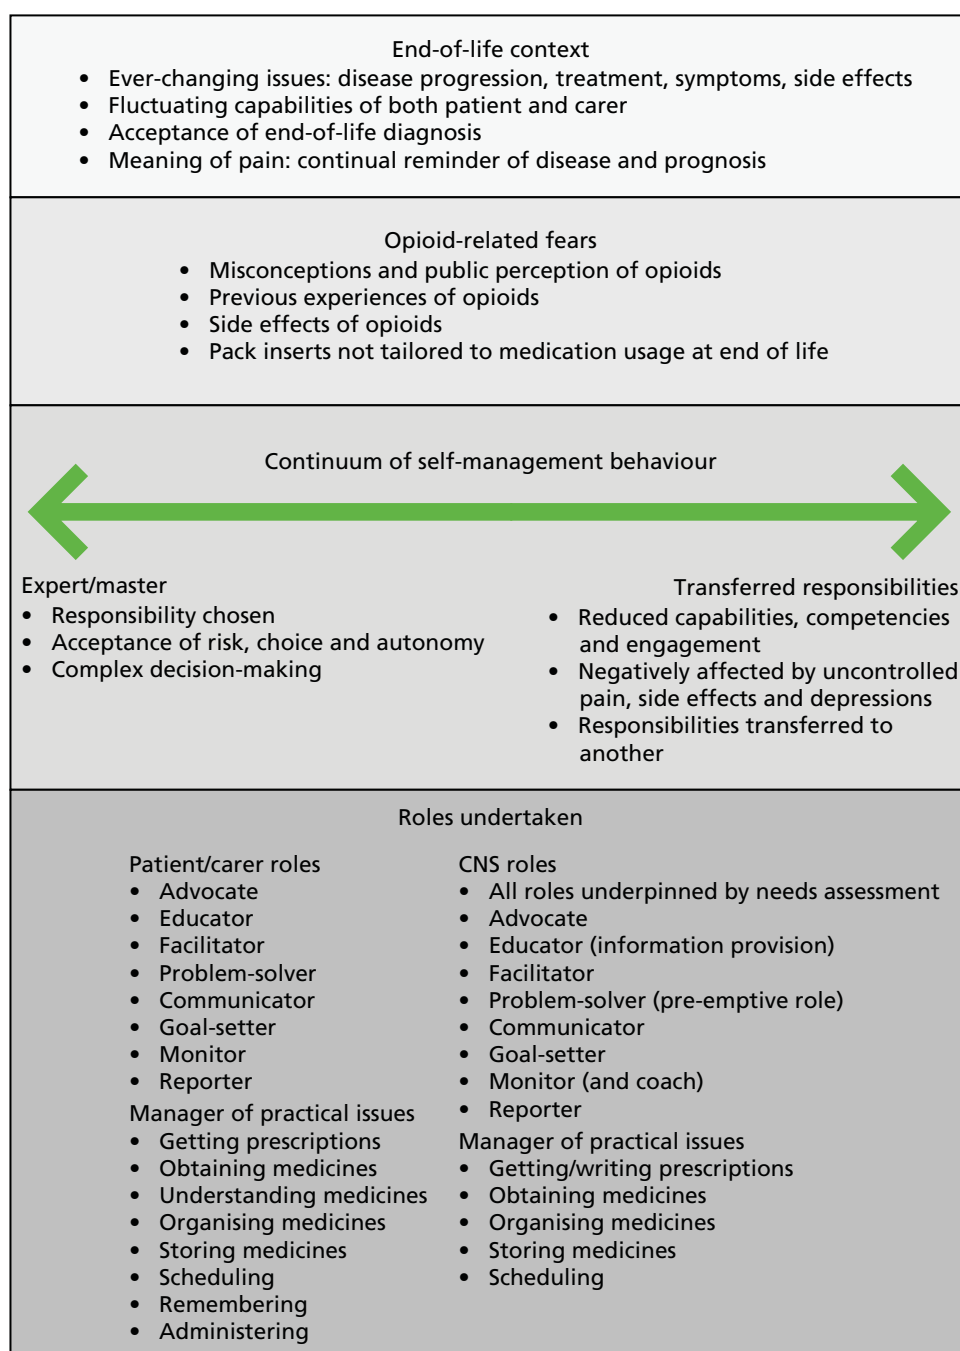 End-of-life context
• Ever-changing issues: disease progression, treatment, symptoms, side effects
• Fluctuating capabilities of both patient and carer
• Acceptance of end-of-life diagnosis
• Meaning of pain: continual reminder of disease and prognosis
Opioid-related fears
• Misconceptions and public perception of opioids
• Previous experiences of opioids
• Side effects of opioids
• Pack inserts not tailored to medication usage at end of life
Continuum of self-management behaviour
Expert/master
• Responsibility chosen
• Acceptance of risk, choice and autonomy
• Complex decision-making
Transferred responsibilities
• Reduced capabilities, competencies
and engagement
• Negatively affected by uncontrolled
pain, side effects and depressions
• Responsibilities transferred to
another
Roles undertaken
Patient/carer roles
• Advocate
• Educator
• Facilitator
• Problem-solver
• Communicator
• Goal-setter
• Monitor
• Reporter
Manager of practical issues
• Getting prescriptions
• Obtaining medicines
• Understanding medicines
• Organising medicines
• Storing medicines
• Scheduling
• Remembering
• Administering
CNS roles
• All roles underpinned by needs assessment
• Advocate
• Educator (information provision)
• Facilitator
• Problem-solver (pre-emptive role)
• Communicator
• Goal-setter
• Monitor (and coach)
• Reporter
Manager of practical issues
• Getting/writing prescriptions
• Obtaining medicines
• Organising medicines
• Storing medicines
• Scheduling